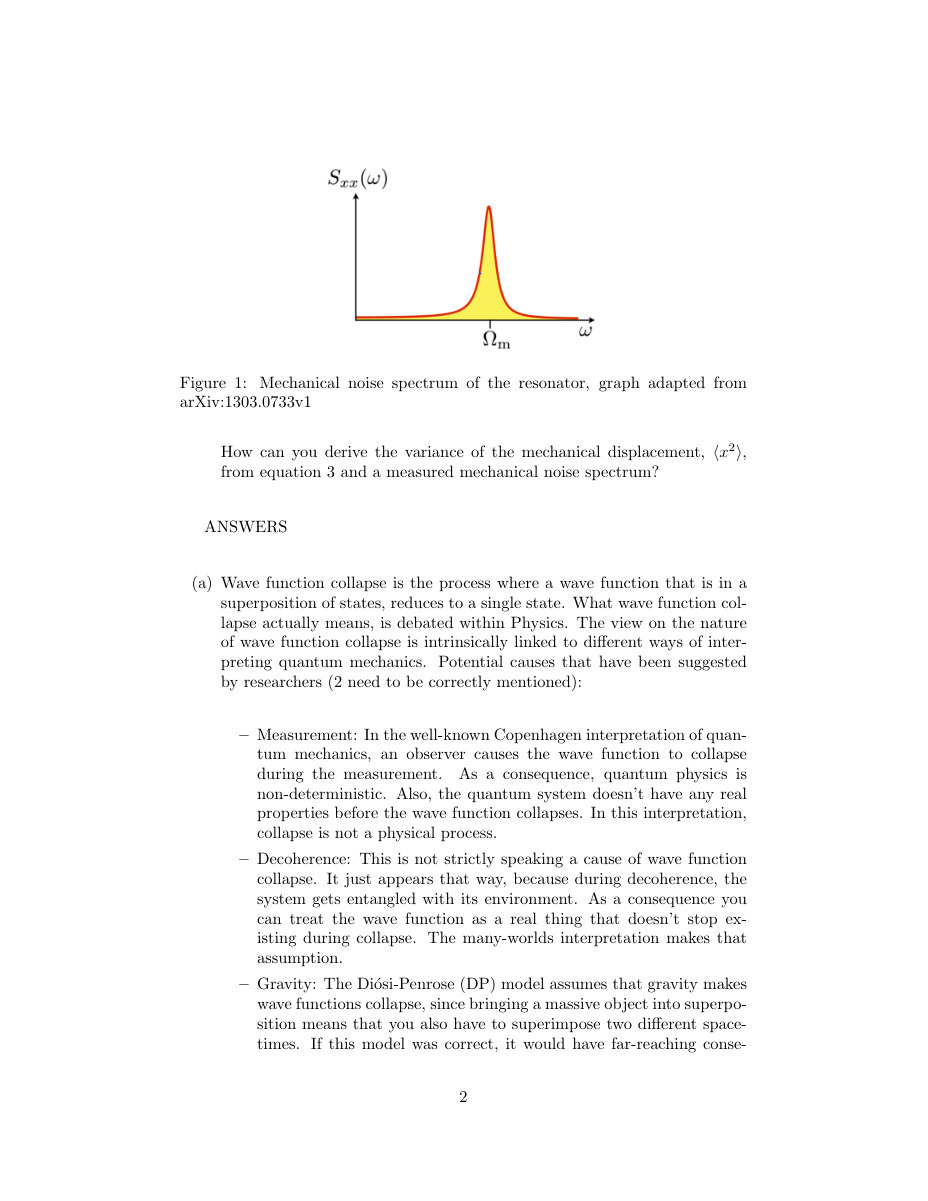 S_{xx}(ω)
Ω_m
ω
Figure 1: Mechanical noise spectrum of the resonator, graph adapted from
arXiv:1303.0733v1
How can you derive the variance of the mechanical displacement, ⟨x²⟩,
from equation 3 and a measured mechanical noise spectrum?
ANSWERS
(a) Wave function collapse is the process where a wave function that is in a
superposition of states, reduces to a single state. What wave function col-
lapse actually means, is debated within Physics. The view on the nature
of wave function collapse is intrinsically linked to different ways of inter-
preting quantum mechanics. Potential causes that have been suggested
by researchers (2 need to be correctly mentioned):
– Measurement: In the well-known Copenhagen interpretation of quan-
tum mechanics, an observer causes the wave function to collapse
during the measurement. As a consequence, quantum physics is
non-deterministic. Also, the quantum system doesn't have any real
properties before the wave function collapses. In this interpretation,
collapse is not a physical process.
– Decoherence: This is not strictly speaking a cause of wave function
collapse. It just appears that way, because during decoherence, the
system gets entangled with its environment. As a consequence you
can treat the wave function as a real thing that doesn't stop ex-
isting during collapse. The many-worlds interpretation makes that
assumption.
– Gravity: The Diósi-Penrose (DP) model assumes that gravity makes
wave functions collapse, since bringing a massive object into superpo-
sition means that you also have to superimpose two different space-
times. If this model was correct, it would have far-reaching conse-
2